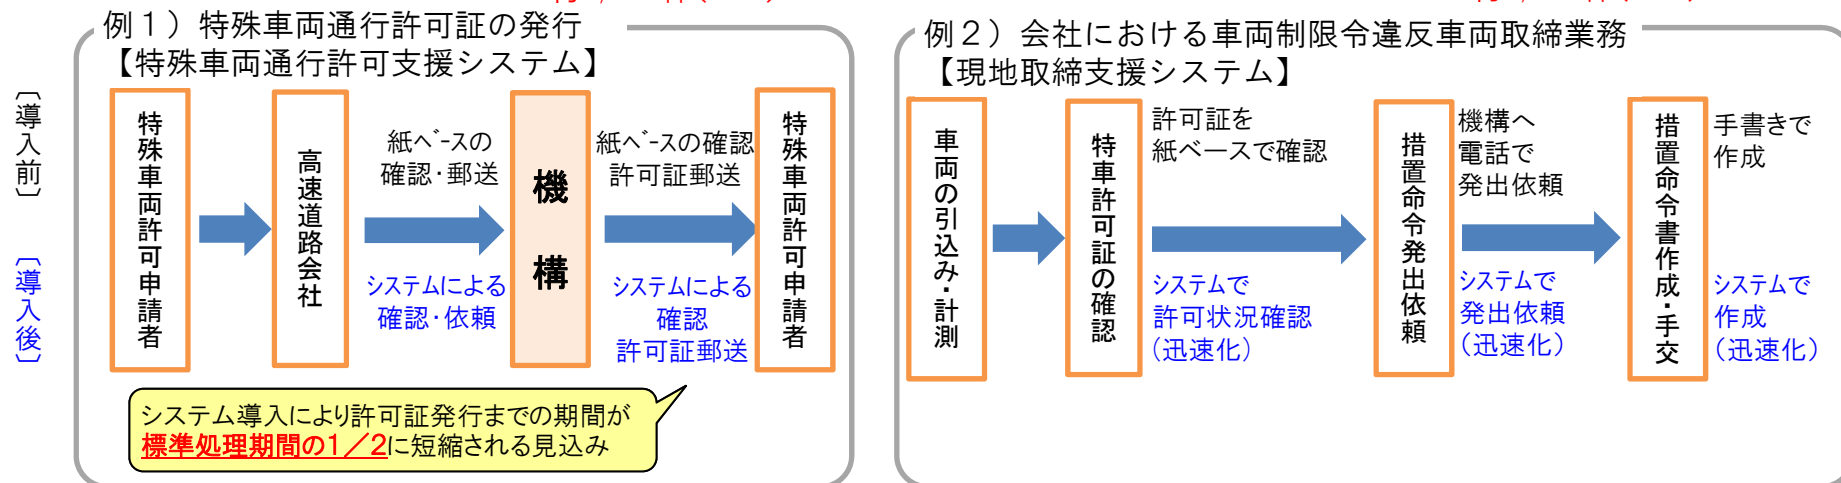 例1）特殊車両通行許可証の発行
【特殊車両通行許可支援システム】
〔導入前〕
〔導入後〕
特殊車両許可申請者
高速道路会社
紙ベースの
確認・郵送
システムによる
確認・依頼
機構
紙ベースの確認
許可証郵送
システムによる
確認
許可証郵送
特殊車両許可申請者
システム導入により許可証発行までの期間が
標準処理期間の1／2に短縮される見込み
例2）会社における車両制限令違反車両取締業務
【現地取締支援システム】
車両の引込み・計測
特車許可証の確認
許可証を
紙ベースで確認
システムで
許可状況確認
（迅速化）
措置命令発出依頼
機構へ
電話で
発出依頼
システムで
発出依頼
（迅速化）
措置命令書作成・手交
手書きで
作成
システムで
作成
（迅速化）